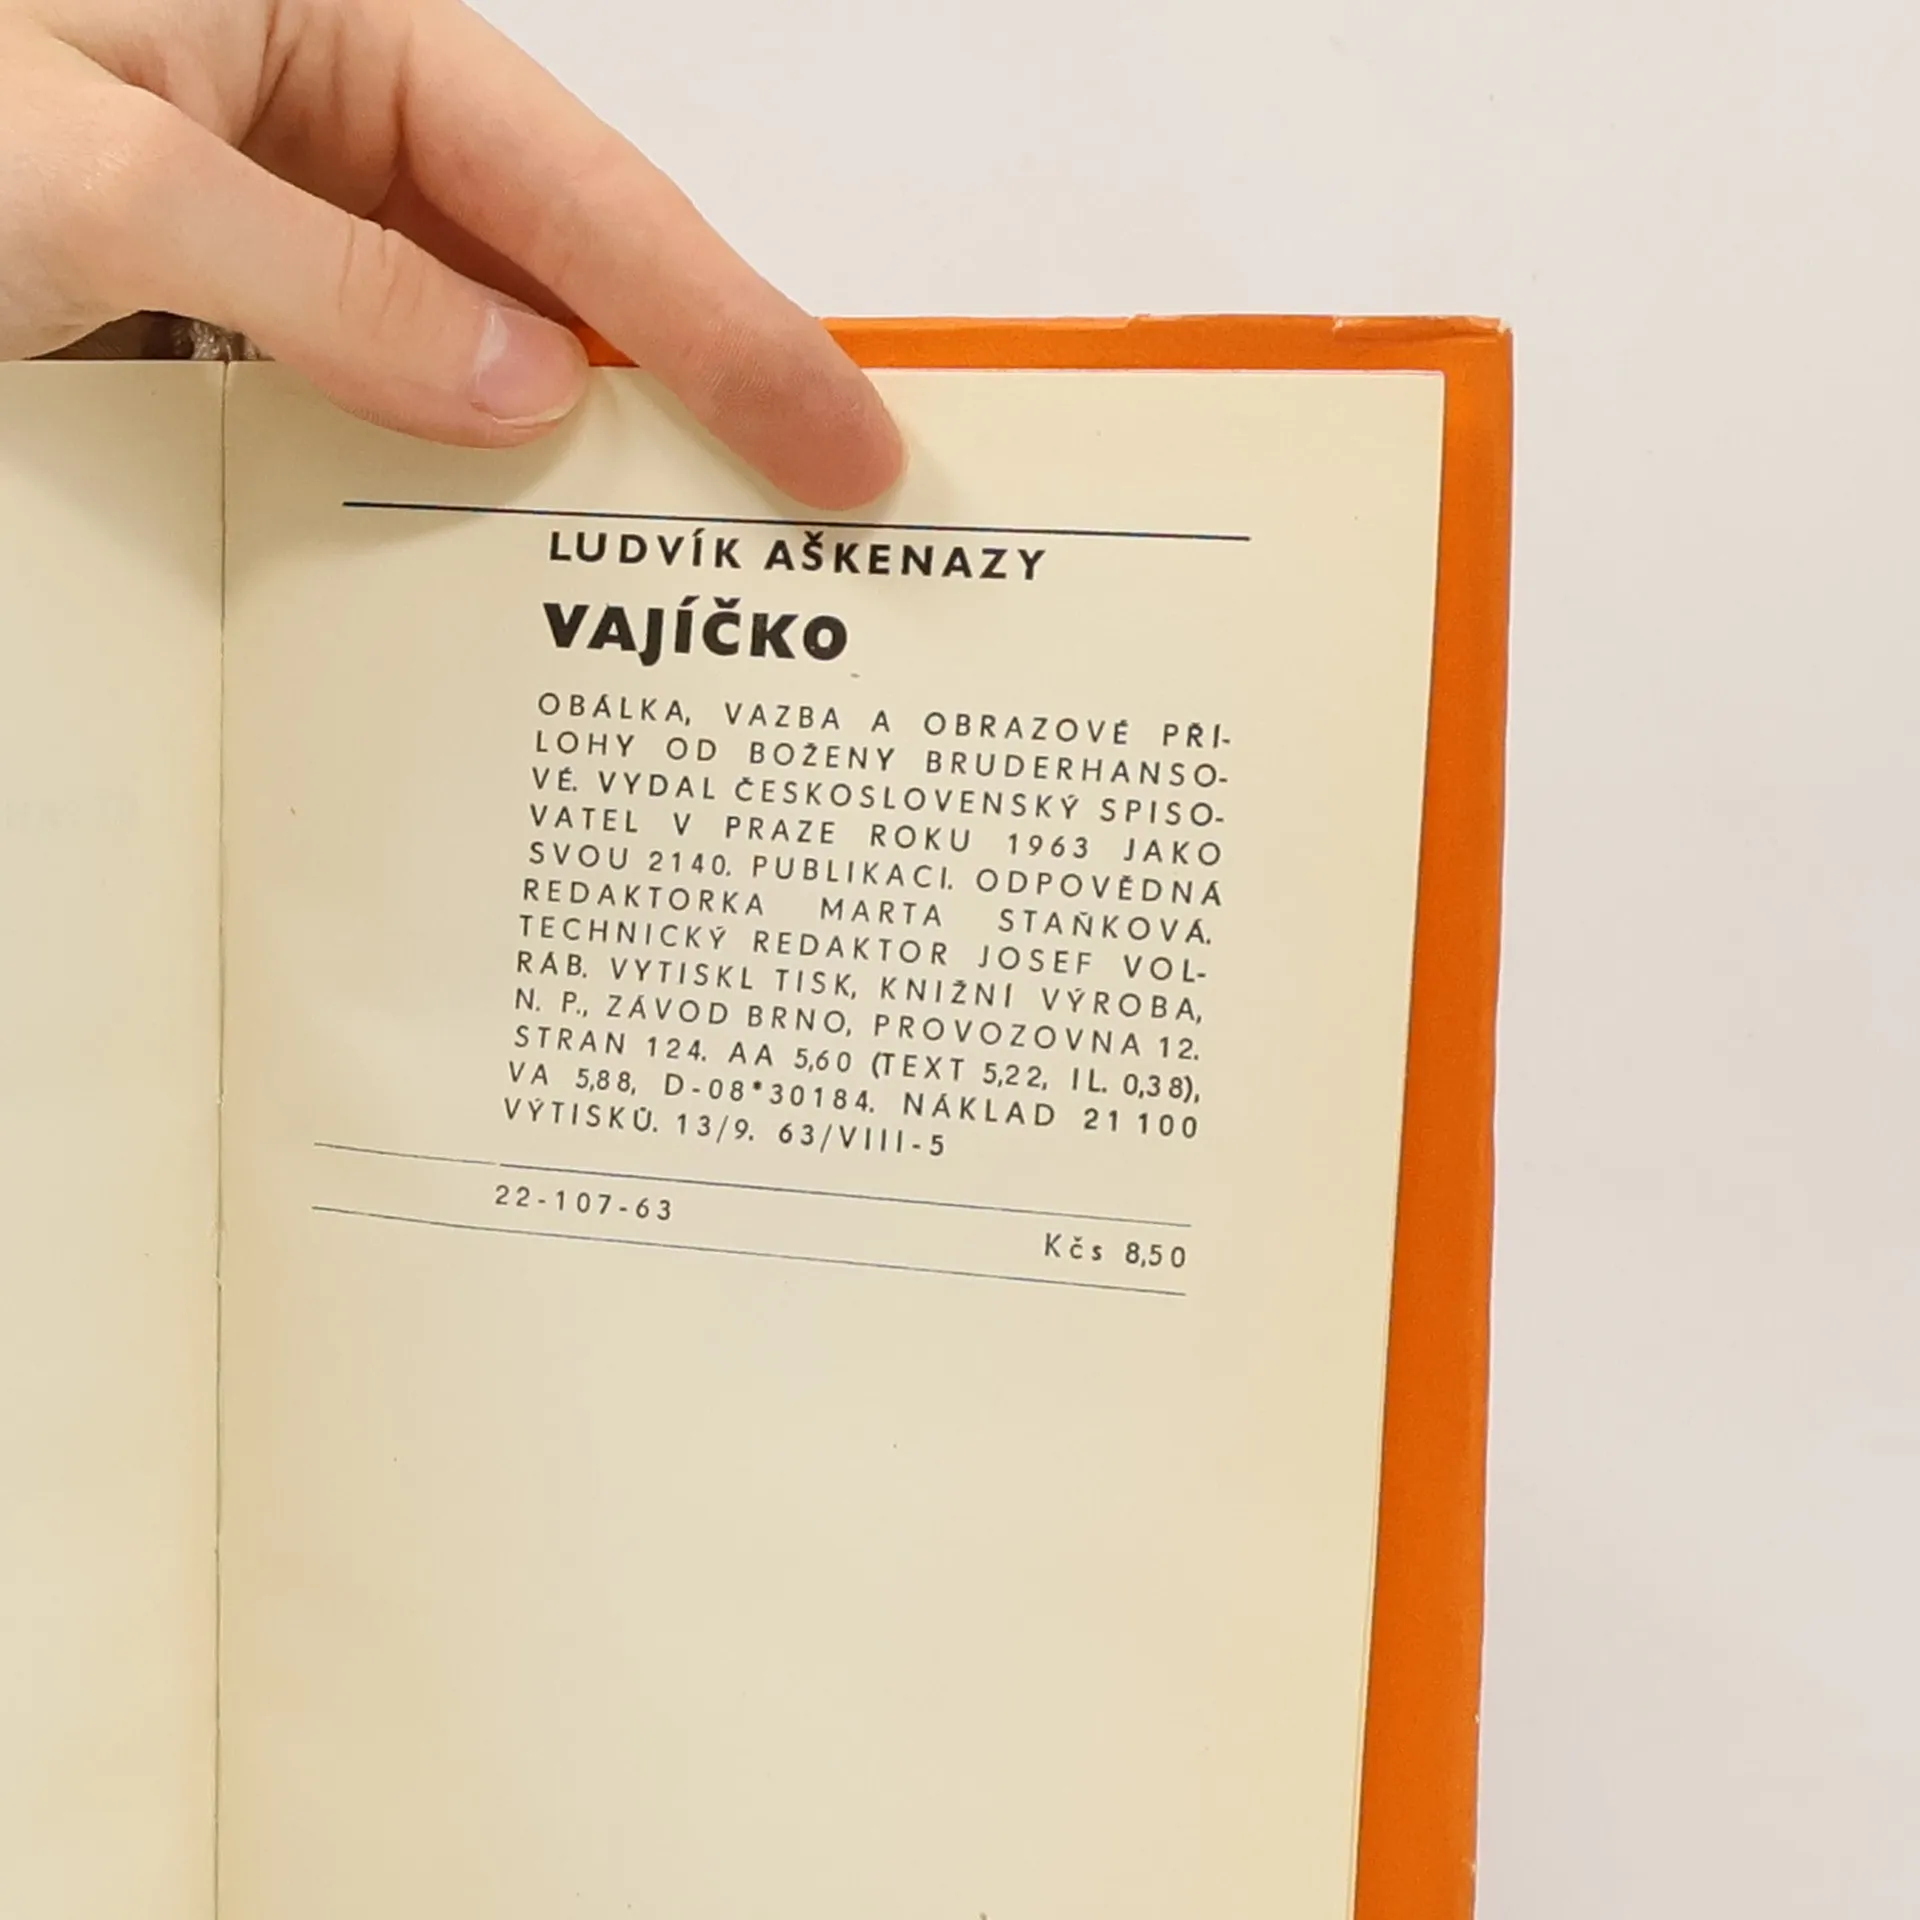 LUDVÍK AŠKENAZY
VAJÍČKO
OBÁLKA, VAZBA A OBRAZOVÉ PŘÍ-
LOHY OD BOŽENY BRUDERHANSO-
VÉ. VYDAL ČESKOSLOVENSKÝ SPISO-
VATEL V PRAZE ROKU 1963 JAKO
SVOU 2140. PUBLIKACI. ODPOVĚDNÁ
REDAKTORKA MARTA STAŇKOVÁ.
TECHNICKÝ REDAKTOR JOSEF VOL-
RÁB. VYTISKL TISK, KNIŽNÍ VÝROBA,
N. P., ZÁVOD BRNO, PROVOZOVNA 12.
STRAN 124. AA 5,60 (TEXT 5,22, IL. 0,38),
VA 5,88, D-08*30184. NÁKLAD 21 100
VÝTISKŮ. 13/9. 63/VIII-5
22-107-63
Kčs 8,50